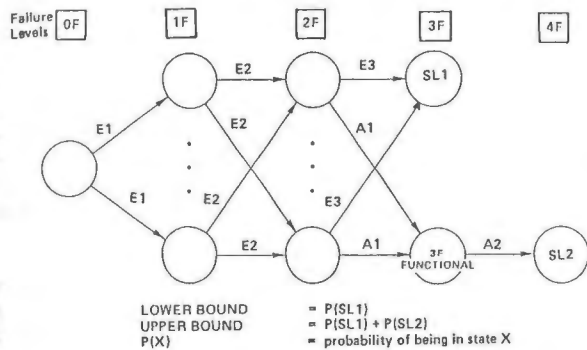 Failure
Levels
0F
1F
2F
3F
4F
E2
E3
SL1
E1
E2
A1
E1
E2
E3
E2
A1
3F
FUNCTIONAL
A2
SL2
LOWER BOUND = P(SL1)
UPPER BOUND = P(SL1) + P(SL2)
P(X) = probability of being in state X